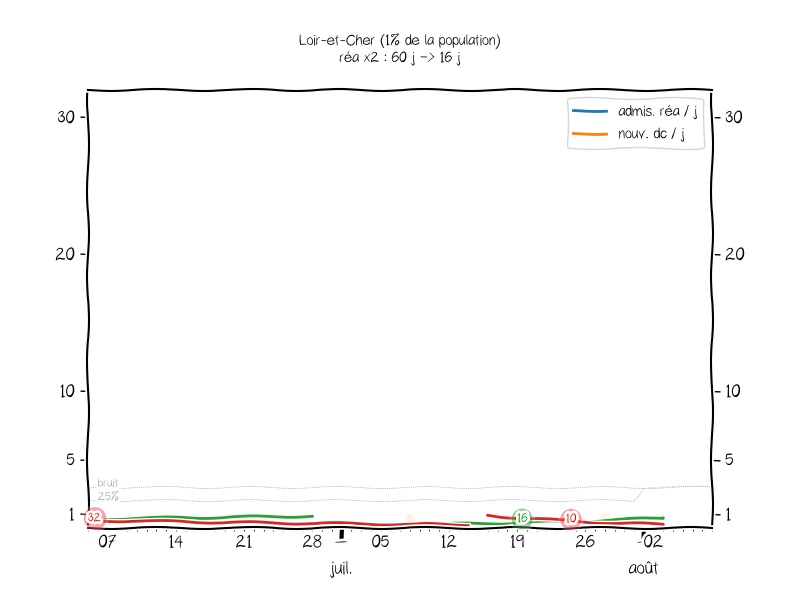 Loir-et-Cher (1% de la population)
réa x2 : 60 j -> 16 j
admis. réa / j
nouv. dc / j
30
30
20
20
10
10
5
5
bruit
25%
1
1
32
16
10
07 14 21 28 05 12 19 26 02
juil. août